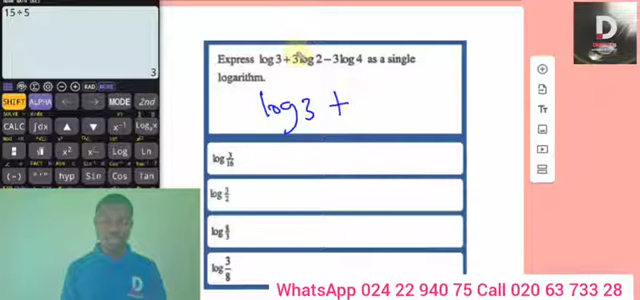 15÷5
3
RAD
SHIFT ALPHA MODE 2nd
CALC ∫dx ▲ ▼ x⁻¹
x² Log Ln
(−) hyp Sin Cos Tan
D
Express log 3 + 3log 2 − 3log 4 as a single
logarithm.
log 3 +
log 3/16
log 3/2
log 8/3
log 3/8
Tт
WhatsApp 024 22 940 75 Call 020 63 733 28